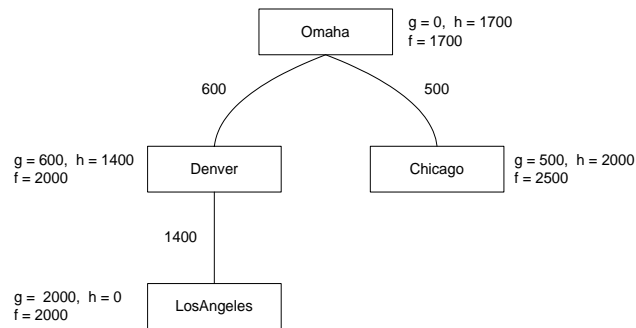 Omaha
g = 0, h = 1700
f = 1700
600
500
g = 600, h = 1400
f = 2000
Denver
Chicago
g = 500, h = 2000
f = 2500
1400
g = 2000, h = 0
f = 2000
LosAngeles